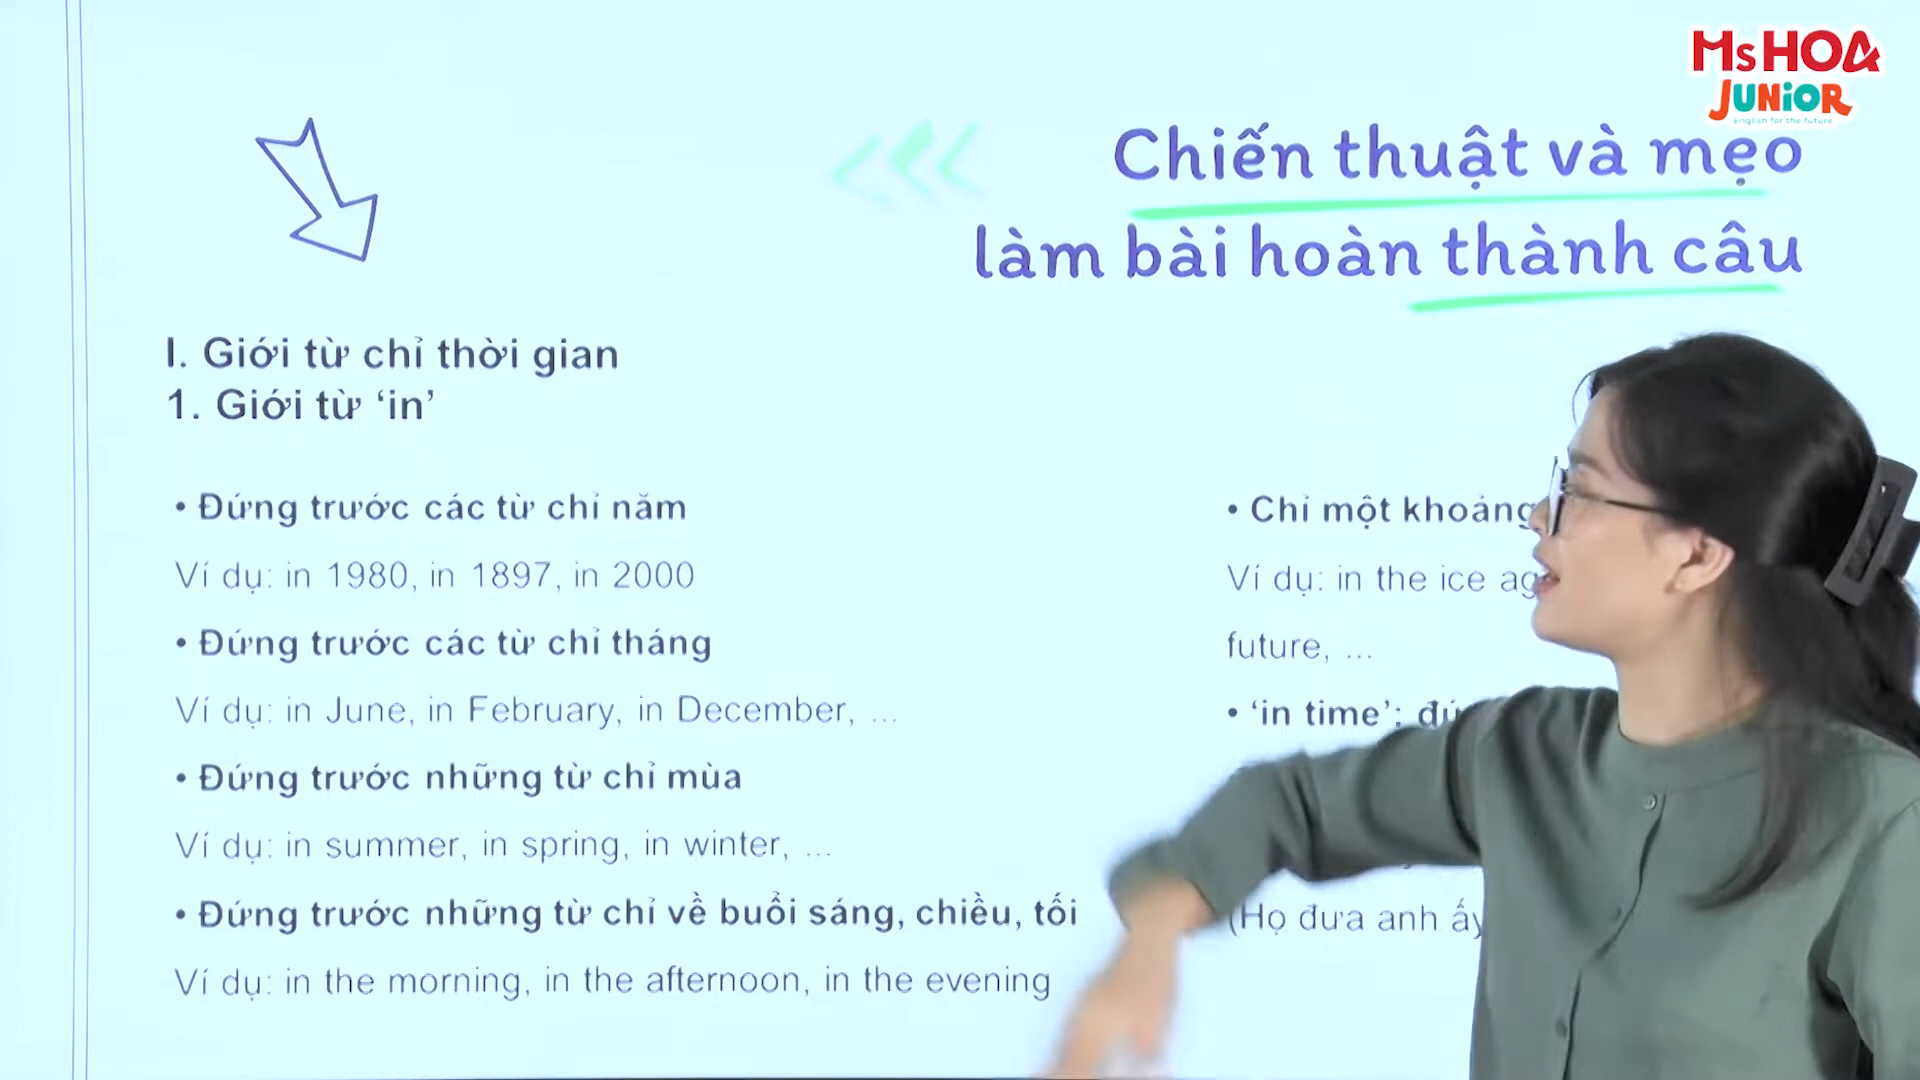 Ms HOA
JUNiOR
English for the future
Chiến thuật và mẹo
làm bài hoàn thành câu
I. Giới từ chỉ thời gian
1. Giới từ ‘in’
• Đứng trước các từ chỉ năm
Ví dụ: in 1980, in 1897, in 2000
• Đứng trước các từ chỉ tháng
Ví dụ: in June, in February, in December, ...
• Đứng trước những từ chỉ mùa
Ví dụ: in summer, in spring, in winter, ...
• Đứng trước những từ chỉ về buổi sáng, chiều, tối
Ví dụ: in the morning, in the afternoon, in the evening
• Chỉ một khoảng
Ví dụ: in the ice
future, ...
• ‘in time’:
(Họ đưa anh